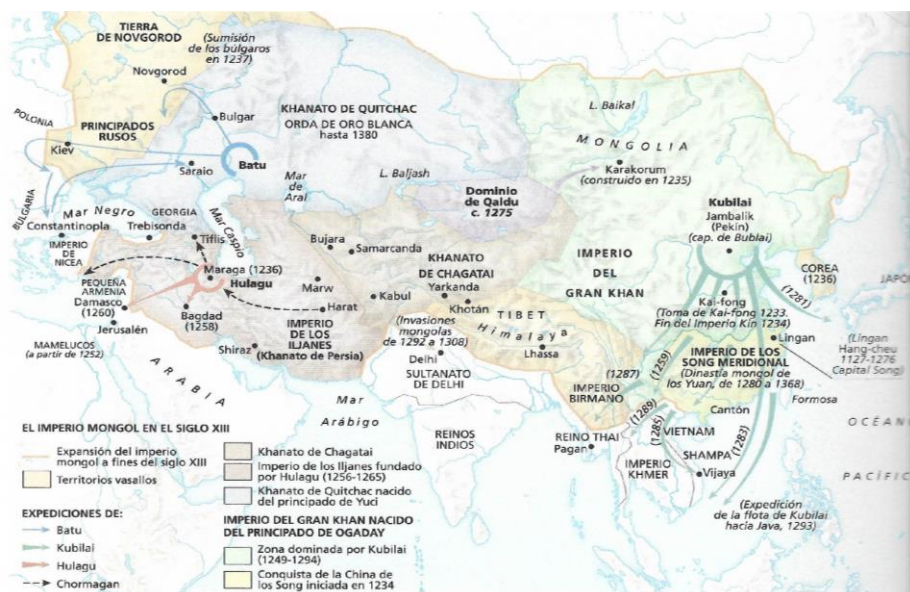 TIERRA
DE NOVGOROD
(Sumisión
de los búlgaros
en 1237)
Novgorod
POLONIA
PRINCIPADOS
RUSOS
Kiev
Bulgar
KHANATO DE QUITCHAC
ORDA DE ORO BLANCA
hasta 1380
Batu
Saraio
Mar
de
Aral
L. Baljash
L. Baikal
MONGOLIA
Karakorum
(construido en 1235)
Dominio
de Qaidu
c. 1275
Kubilai
Jambalik
(Pekín)
(cap. de Bublai)
BULGARIA
Mar Negro
GEORGIA
Constantinopla
Trebisonda
Tiflis
Mar Caspio
IMPERIO
DE
NICEA
Bujara
Samarcanda
KHANATO
DE CHAGATAI
Yarkanda
Khotán
IMPERIO
DEL
GRAN KHAN
COREA
(1236)
JAPÓ
(1281)
Maraga (1236)
Hulagu
PEQUEÑA
ARMENIA
Damasco
(1260)
Jerusalén
Bagdad
(1258)
MAMELUCOS
(a partir de 1252)
Marw
Harat
Kabul
IMPERIO
DE LOS
ILJANES
(Khanato de Persia)
Shiraz
(Invasiones
mongolas
de 1292 a 1308)
Delhi
SULTANATO
DE DELHI
TIBET
Himalaya
Lhassa
Kai-fong
(Toma de Kai-fong 1233.
Fin del Imperio Kin 1234)
Lingan
(Lingan
Hang-cheu
1127-1276
Capital Song)
IMPERIO DE LOS
SONG MERIDIONAL
(Dinastía mongol de
los Yuan, de 1280 a 1368)
(1259)
(1287)
IMPERIO
BIRMANO
(1289)
(1285)
(1283)
Cantón
Formosa
VIETNAM
SHAMPA
Vijaya
REINO THAI
Pagan
IMPERIO
KHMER
REINOS
INDIOS
ARABIA
Mar
Arábigo
OCÉAN
PACÍFIC
(Expedición
de la flota de Kubilai
hacia Java, 1293)
EL IMPERIO MONGOL EN EL SIGLO XIII
Expansión del imperio
mongol a fines del siglo XIII
Territorios vasallos
EXPEDICIONES DE:
Batu
Kubilai
Hulagu
Chormagan
Khanato de Chagatai
Imperio de los Iljanes fundado
por Hulagu (1256-1265)
Khanato de Quitchac nacido
del principado de Yuci
IMPERIO DEL GRAN KHAN NACIDO
DEL PRINCIPADO DE OGADAY
Zona dominada por Kubilai
(1249-1294)
Conquista de la China de
los Song iniciada en 1234